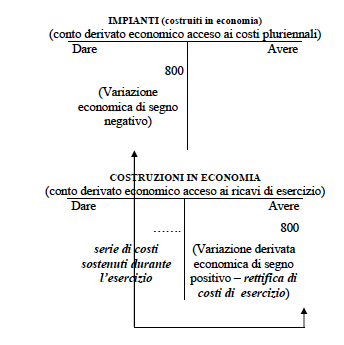 IMPIANTI (costruiti in economia)
(conto derivato economico acceso ai costi pluriennali)
Dare Avere
800
(Variazione
economica di segno
negativo)
COSTRUZIONI IN ECONOMIA
(conto derivato economico acceso ai ricavi di esercizio)
Dare Avere
……. 800
serie di costi
sostenuti durante
l’esercizio
(Variazione derivata
economica di segno
positivo – rettifica di
costi di esercizio)